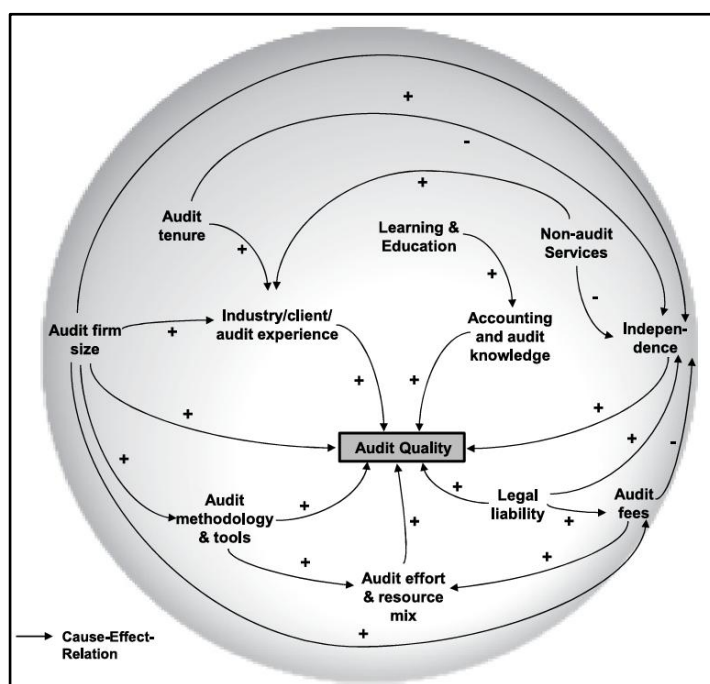 +
-
+
Audit
tenure
+
Learning &
Education
+
Non-audit
Services
-
Audit firm
size
+
Industry/client/
audit experience
Accounting
and audit
knowledge
Indepen-
dence
+
+
+
+
+
-
Audit Quality
+
Audit
methodology
& tools
+
+
+
Legal
liability
+
Audit
fees
+
Audit effort
& resource
mix
+
+
Cause-Effect-
Relation